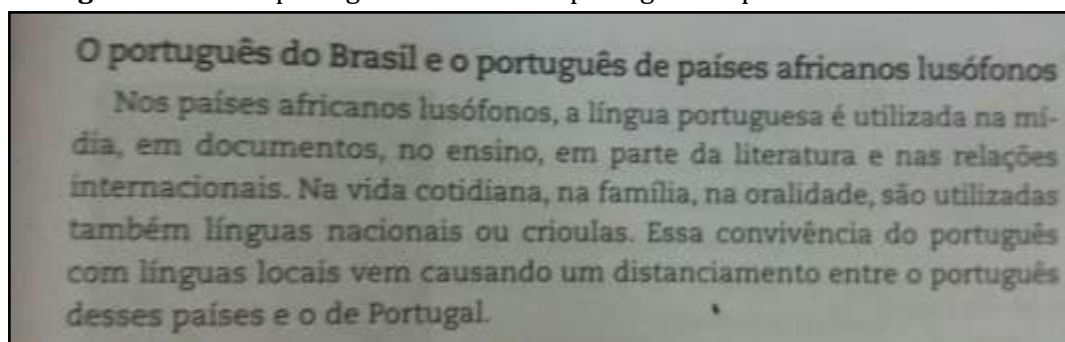 O português do Brasil e o português de países africanos lusófonos
Nos países africanos lusófonos, a língua portuguesa é utilizada na mí-
dia, em documentos, no ensino, em parte da literatura e nas relações
internacionais. Na vida cotidiana, na família, na oralidade, são utilizadas
também línguas nacionais ou crioulas. Essa convivência do português
com línguas locais vem causando um distanciamento entre o português
desses países e o de Portugal.